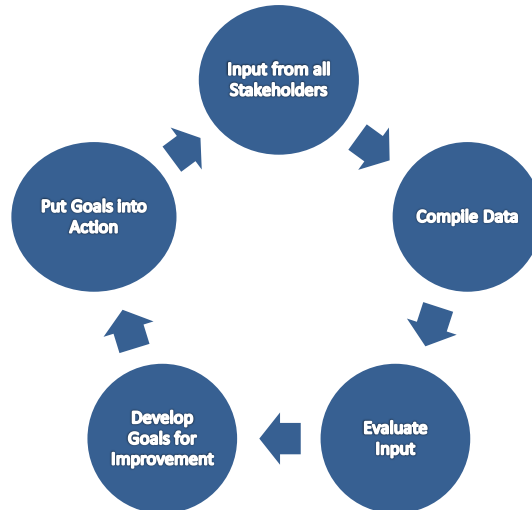 Input from all
Stakeholders
Compile Data
Evaluate
Input
Develop
Goals for
Improvement
Put Goals into
Action